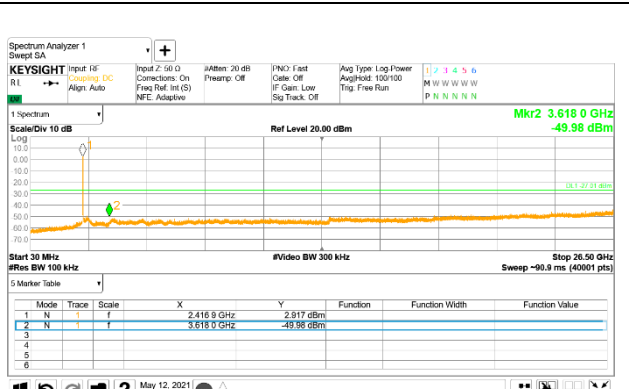 Spectrum Analyzer 1
Swept SA
KEYSIGHT Input: RF Input Z: 50 Ω #Atten: 20 dB PNO: Fast Avg Type: Log-Power 1 2 3 4 5 6
R L Coupling: DC Corrections: On Preamp: Off Gate: Off Avg|Hold: 100/100 M W W W W W
Align: Auto Freq Ref: Int (S) IF Gain: Low Trig: Free Run
NFE: Adaptive Sig Track: Off P N N N N N
1 Spectrum
Mkr2 3.618 0 GHz
Scale/Div 10 dB Ref Level 20.00 dBm -49.98 dBm
Log
10.0
0.00
10.0
20.0
30.0
40.0
50.0
60.0
70.0
1
2
DL1 -27.01 dBm
Start 30 MHz #Video BW 300 kHz Stop 26.50 GHz
#Res BW 100 kHz Sweep ~90.9 ms (40001 pts)
5 Marker Table
Mode Trace Scale X Y Function Function Width Function Value
1 N 1 f 2.416 9 GHz 2.917 dBm
2 N 1 f 3.618 0 GHz -49.98 dBm
3
4
5
6
May 12, 2021